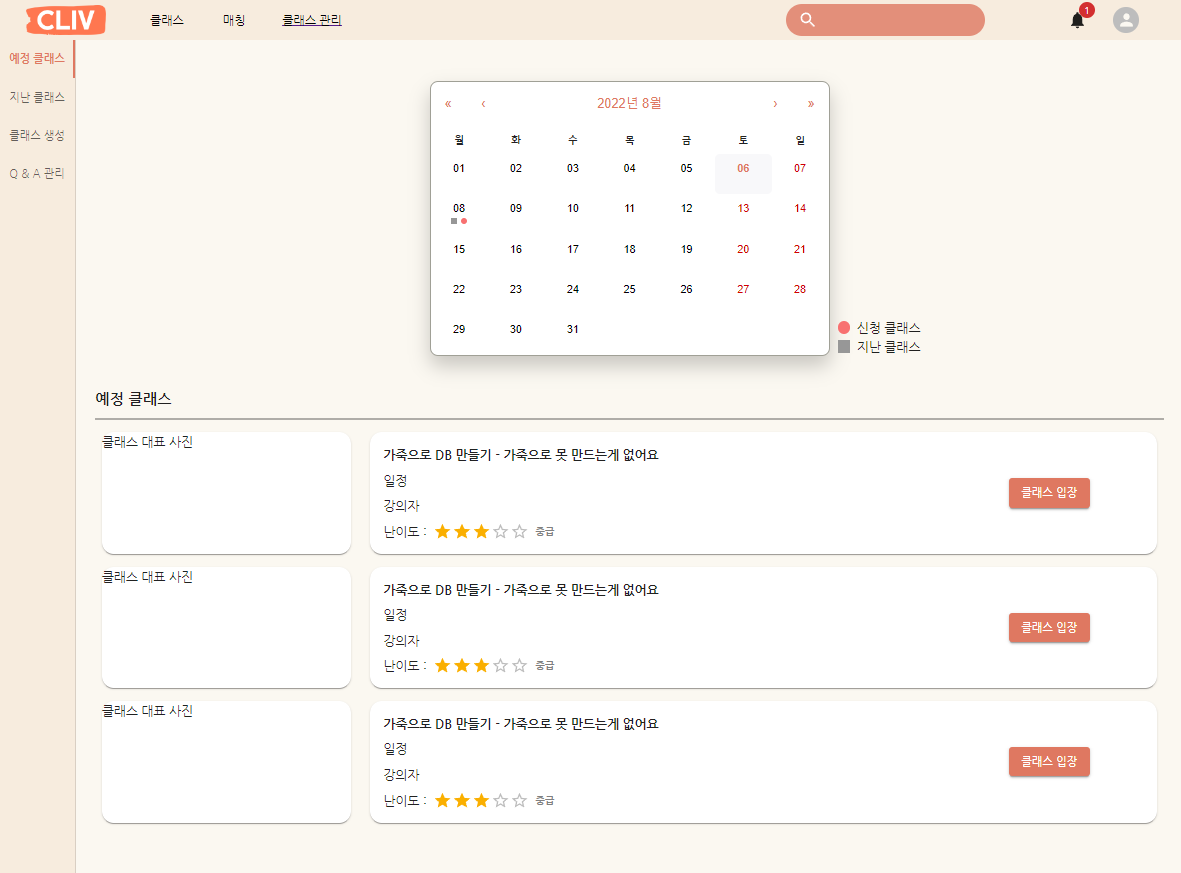 CLIV 클래스 매칭 클래스 관리 1
예정 클래스
지난 클래스
클래스 생성
Q & A 관리
« ‹ 2022년 8월 › »
월 화 수 목 금 토 일
01 02 03 04 05 06 07
08 09 10 11 12 13 14
15 16 17 18 19 20 21
22 23 24 25 26 27 28
29 30 31
신청 클래스
지난 클래스
예정 클래스
클래스 대표 사진
가죽으로 DB 만들기 - 가죽으로 못 만드는게 없어요
일정
강의자
난이도 : 중급
클래스 입장
클래스 대표 사진
가죽으로 DB 만들기 - 가죽으로 못 만드는게 없어요
일정
강의자
난이도 : 중급
클래스 입장
클래스 대표 사진
가죽으로 DB 만들기 - 가죽으로 못 만드는게 없어요
일정
강의자
난이도 : 중급
클래스 입장